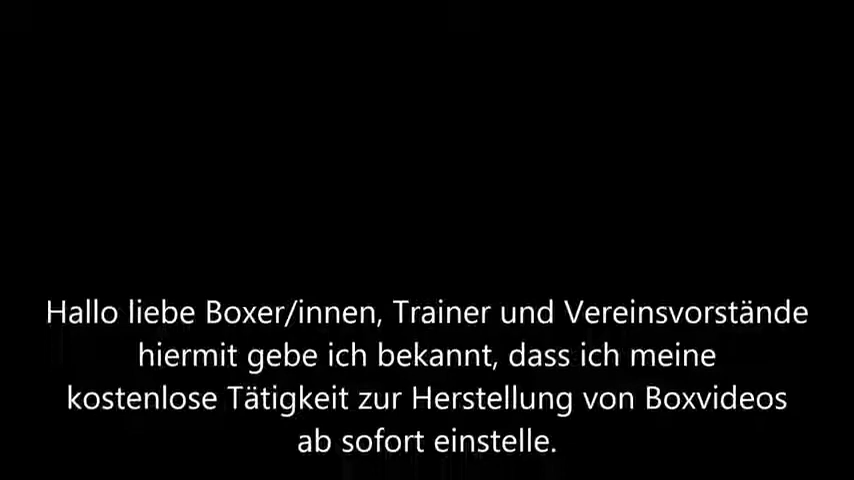 Hallo liebe Boxer/innen, Trainer und Vereinsvorstände
hiermit gebe ich bekannt, dass ich meine
kostenlose Tätigkeit zur Herstellung von Boxvideos
ab sofort einstelle.